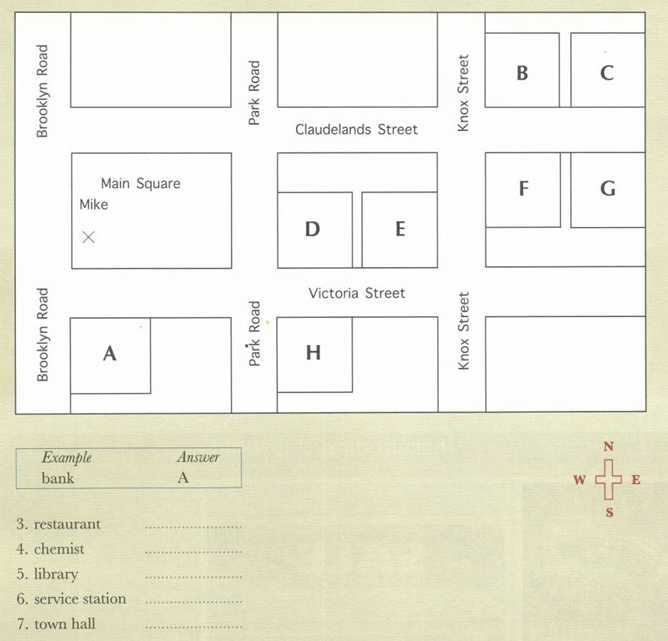 Brooklyn Road
Park Road
Knox Street
B
C
Claudelands Street
Main Square
Mike
D
E
F
G
Victoria Street
Brooklyn Road
Park Road
Knox Street
A
H
Example Answer
bank A
N
W E
S
3. restaurant ........................
4. chemist ........................
5. library ........................
6. service station ........................
7. town hall ........................